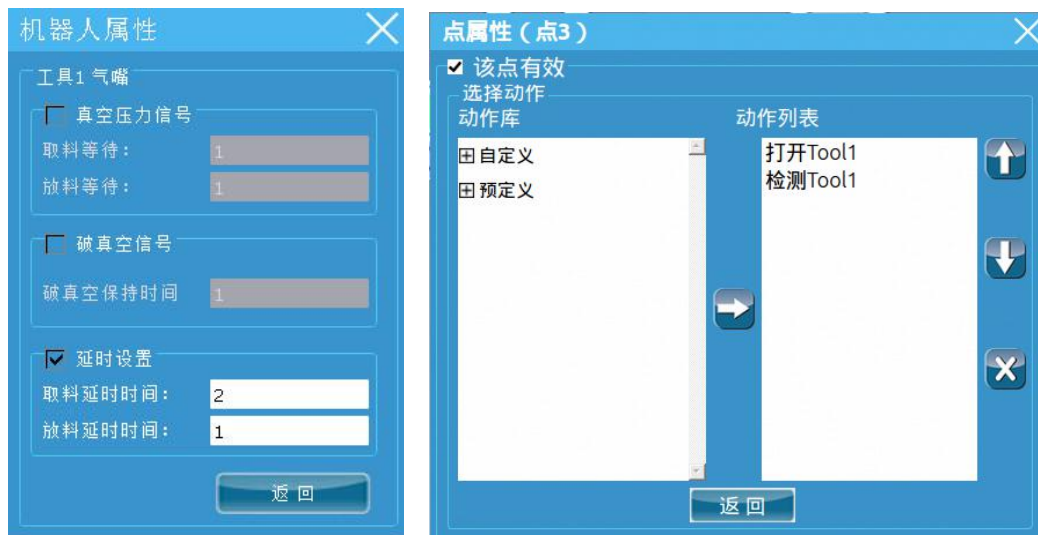 机器人属性
工具1 气嘴
真空压力信号
取料等待：
1
放料等待：
1
破真空信号
破真空保持时间
1
延时设置
取料延时时间：
2
放料延时时间：
1
返回
点属性（点3）
该点有效
选择动作
动作库
动作列表
自定义
预定义
打开Tool1
检测Tool1
返回